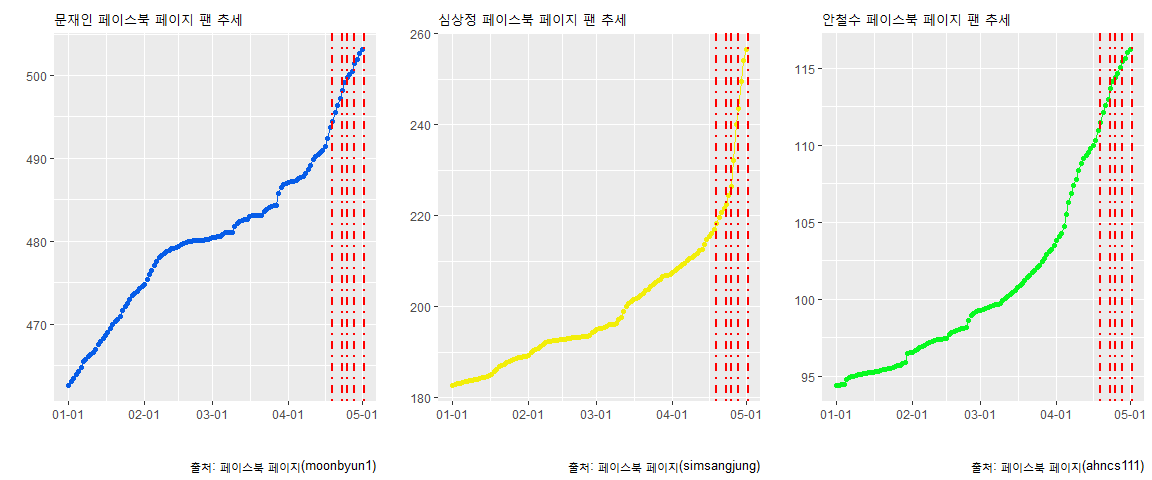 문재인 페이스북 페이지 팬 추세
500
490
480
470
01-01 02-01 03-01 04-01 05-01
출처: 페이스북 페이지(moonbyun1)
심상정 페이스북 페이지 팬 추세
260
240
220
200
180
01-01 02-01 03-01 04-01 05-01
출처: 페이스북 페이지(simsangjung)
안철수 페이스북 페이지 팬 추세
115
110
105
100
95
01-01 02-01 03-01 04-01 05-01
출처: 페이스북 페이지(ahncs111)